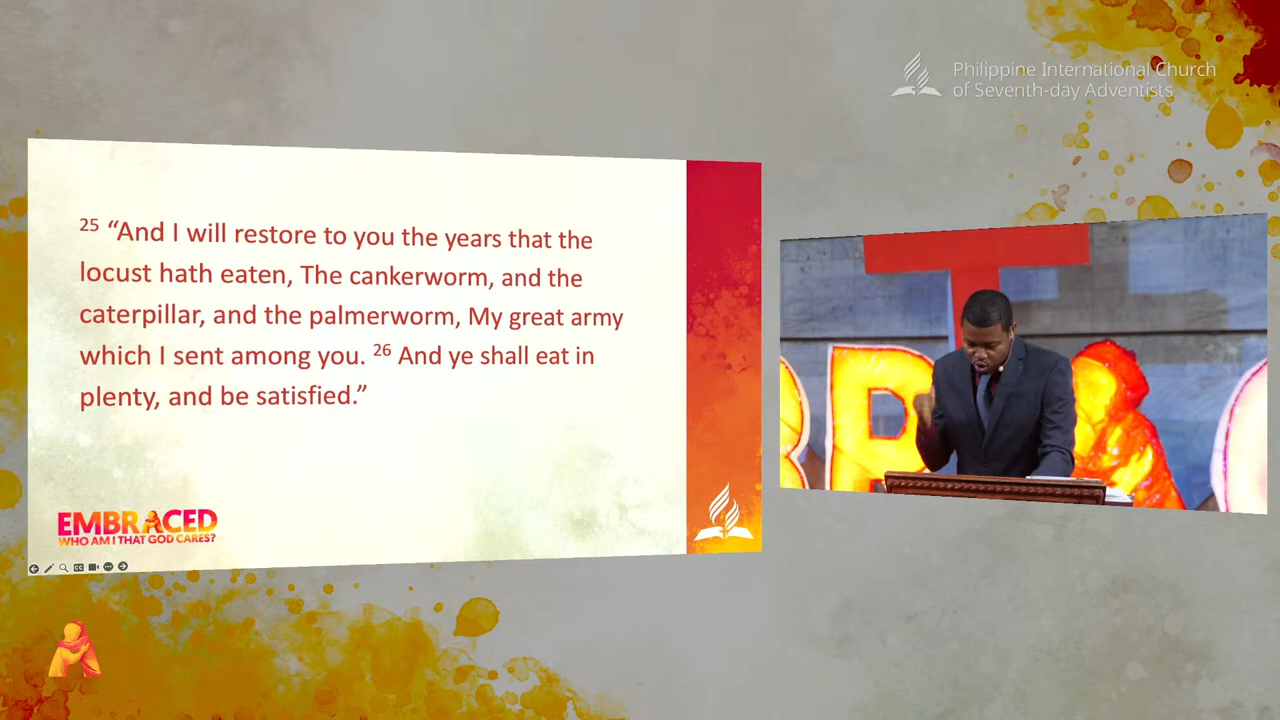 Philippine International Church
of Seventh-day Adventists
25 “And I will restore to you the years that the
locust hath eaten, The cankerworm, and the
caterpillar, and the palmerworm, My great army
which I sent among you. 26 And ye shall eat in
plenty, and be satisfied.”
EMBRACED
WHO AM I THAT GOD CARES?